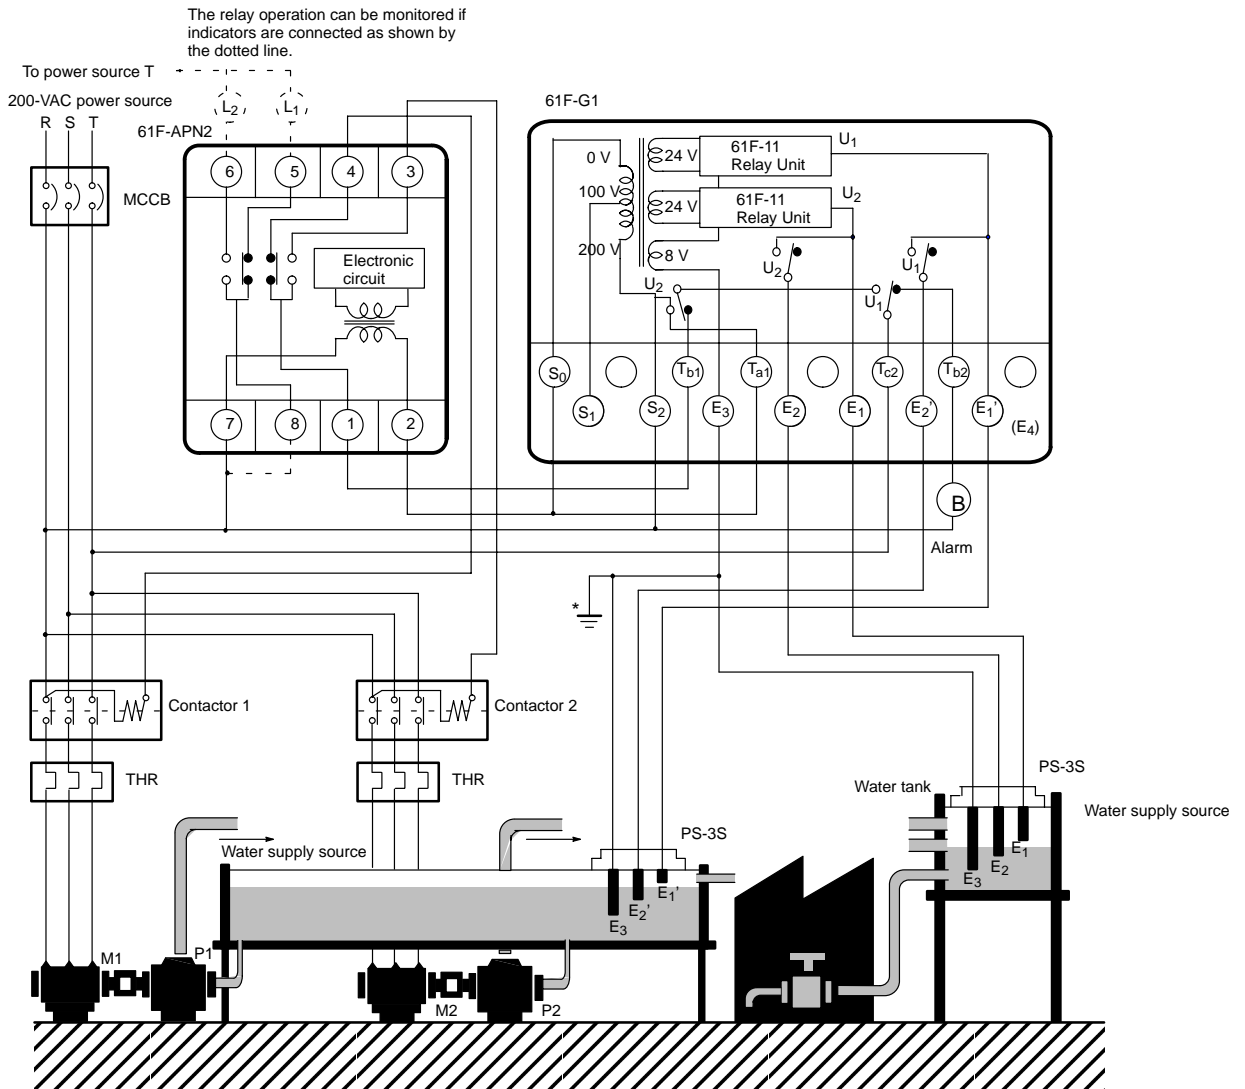 The relay operation can be monitored if
indicators are connected as shown by
the dotted line.
To power source T
200-VAC power source
R S T
L2
L1
61F-APN2
61F-G1
MCCB
6
5
4
3
Electronic
circuit
7
8
1
2
0 V
100 V
200 V
24 V
24 V
8 V
61F-11
Relay Unit
U1
61F-11
Relay Unit
U2
U2
U1
U2
U1
S0
Tb1
Ta1
Tc2
Tb2
S1
S2
E3
E2
E1
E2'
E1'
(E4)
B
Alarm
*
Contactor 1
Contactor 2
THR
THR
PS-3S
Water tank
Water supply source
PS-3S
Water supply source
E1
E2
E3
E1'
E2'
E3
M1
P1
M2
P2